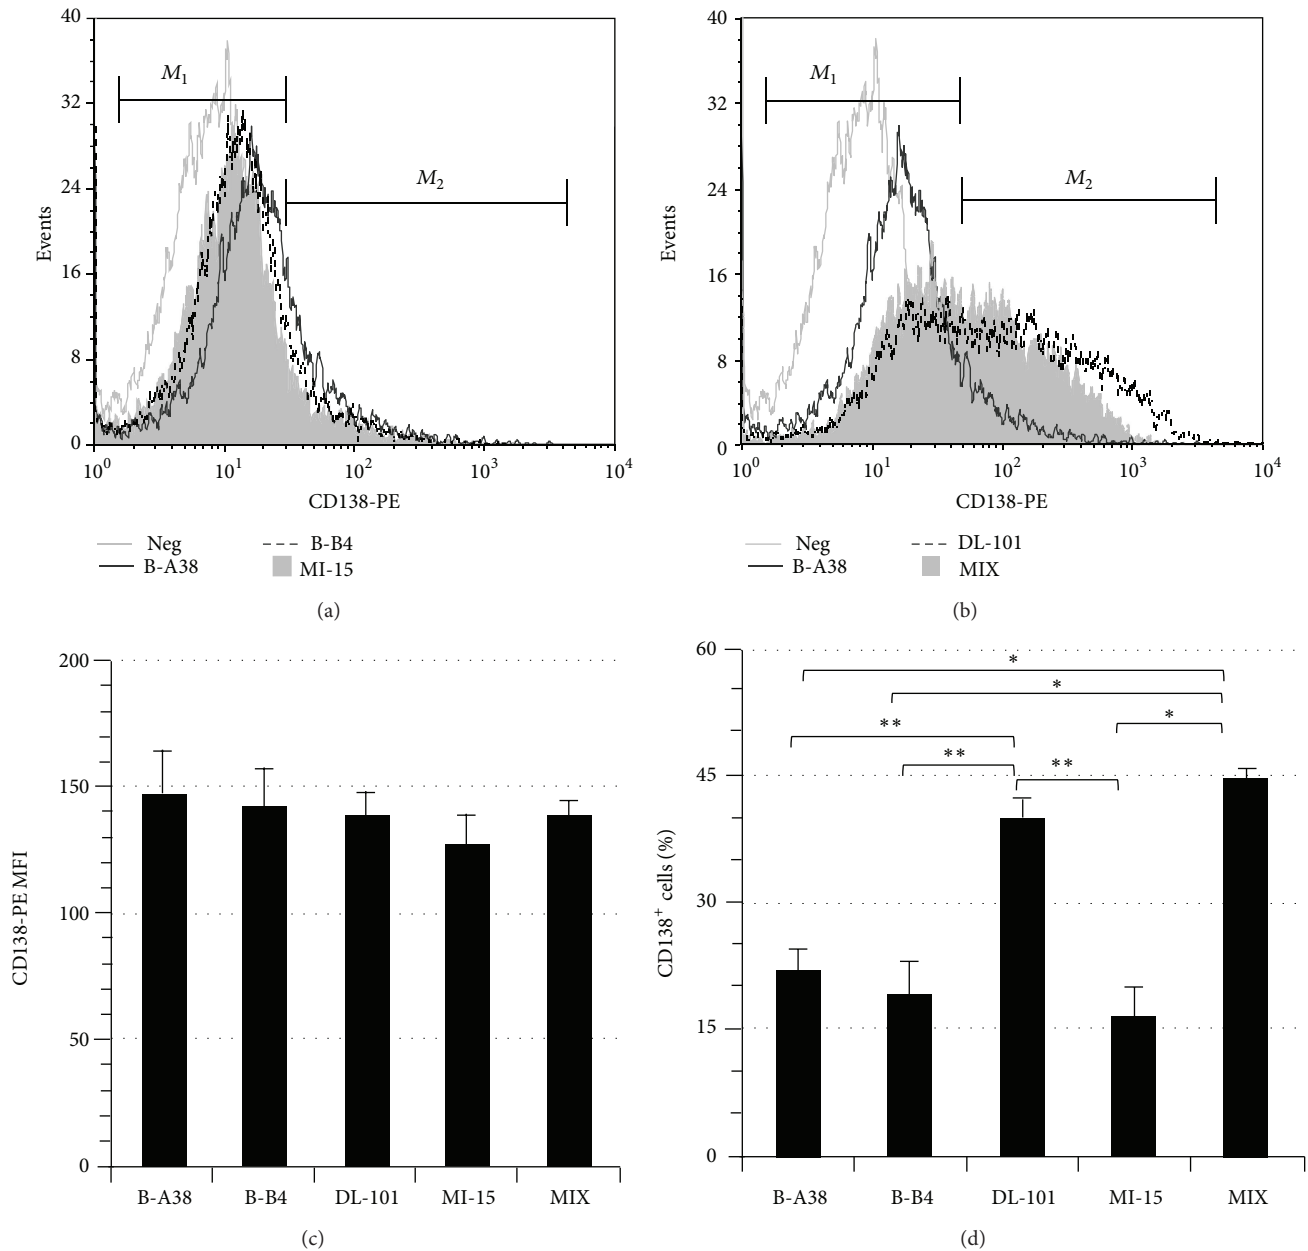 40
32
24
16
8
0
Events
M1
M2
10^0 10^1 10^2 10^3 10^4
CD138-PE
Neg B-B4
B-A38 MI-15
(a)
40
32
24
16
8
0
Events
M1
M2
10^0 10^1 10^2 10^3 10^4
CD138-PE
Neg DL-101
B-A38 MIX
(b)
200
150
100
50
0
CD138-PE MFI
B-A38 B-B4 DL-101 MI-15 MIX
(c)
60
45
30
15
0
CD138+ cells (%)
*
*
*
**
**
**
B-A38 B-B4 DL-101 MI-15 MIX
(d)